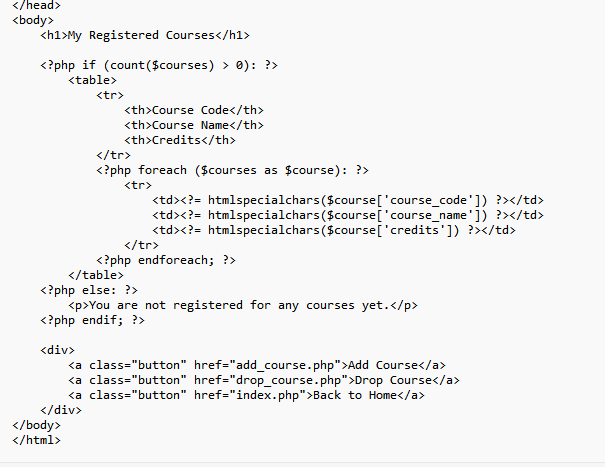 </head>
<body>
    <h1>My Registered Courses</h1>

    <?php if (count($courses) > 0): ?>
        <table>
            <tr>
                <th>Course Code</th>
                <th>Course Name</th>
                <th>Credits</th>
            </tr>
            <?php foreach ($courses as $course): ?>
                <tr>
                    <td><?= htmlspecialchars($course['course_code']) ?></td>
                    <td><?= htmlspecialchars($course['course_name']) ?></td>
                    <td><?= htmlspecialchars($course['credits']) ?></td>
                </tr>
            <?php endforeach; ?>
        </table>
    <?php else: ?>
        <p>You are not registered for any courses yet.</p>
    <?php endif; ?>

    <div>
        <a class="button" href="add_course.php">Add Course</a>
        <a class="button" href="drop_course.php">Drop Course</a>
        <a class="button" href="index.php">Back to Home</a>
    </div>
</body>
</html>